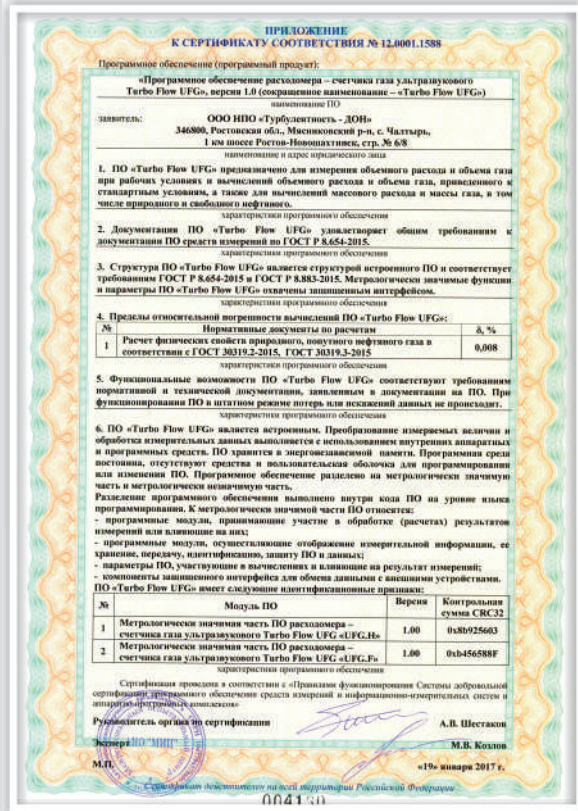 ПРИЛОЖЕНИЕ
К СЕРТИФИКАТУ СООТВЕТСТВИЯ № 12.0001.1588
Программное обеспечение (программный продукт):
«Программное обеспечение расходомера – счетчика газа ультразвукового
Turbo Flow UFG», версия 1.0 (сокращенное наименование – «Turbo Flow UFG»)
наименование ПО
заявитель: ООО НПО «Турбулентность - ДОН»
346800, Ростовская обл., Мясниковский р-н, с. Чалтырь,
1 км шоссе Ростов-Новошахтинск, стр. № 6/8
наименование и адрес юридического лица
1. ПО «Turbo Flow UFG» предназначено для измерения объемного расхода и объема газа
при рабочих условиях и вычислений объемного расхода и объема газа, приведенного к
стандартным условиям, а также для вычислений массового расхода и массы газа, в том
числе природного и свободного нефтяного.
характеристики программного обеспечения
2. Документация ПО «Turbo Flow UFG» удовлетворяет общим требованиям к
документации ПО средств измерений по ГОСТ Р 8.654-2015.
характеристики программного обеспечения
3. Структура ПО «Turbo Flow UFG» является структурой встроенного ПО и соответствует
требованиям ГОСТ Р 8.654-2015 и ГОСТ Р 8.883-2015. Метрологически значимые функции
и параметры ПО «Turbo Flow UFG» охвачены защищенным интерфейсом.
характеристики программного обеспечения
4. Пределы относительной погрешности вычислений ПО «Turbo Flow UFG»:
№ Нормативные документы по расчетам δ, %
1 Расчет физических свойств природного, попутного нефтяного газа в
соответствии с ГОСТ 30319.2-2015, ГОСТ 30319.3-2015 0,008
характеристики программного обеспечения
5. Функциональные возможности ПО «Turbo Flow UFG» соответствуют требованиям
нормативной и технической документации, заявленным в документации на ПО. При
функционировании ПО в штатном режиме потерь или искажений данных не происходит.
характеристики программного обеспечения
6. ПО «Turbo Flow UFG» является встроенным. Преобразование измеряемых величин и
обработка измерительных данных выполняется с использованием внутренних аппаратных
и программных средств. ПО хранится в энергонезависимой памяти. Программная среда
постоянна, отсутствуют средства и пользовательская оболочка для программирования
или изменения ПО. Программное обеспечение разделено на метрологически значимую
часть и метрологически незначимую часть.
Разделение программного обеспечения выполнено внутри кода ПО на уровне языка
программирования. К метрологически значимой части ПО относятся:
- программные модули, принимающие участие в обработке (расчетах) результатов
измерений или влияющие на них;
- программные модули, осуществляющие отображение измерительной информации, ее
хранение, передачу, идентификацию, защиту ПО и данных;
- параметры ПО, участвующие в вычислениях и влияющие на результат измерений;
- компоненты защищенного интерфейса для обмена данными с внешними устройствами.
ПО «Turbo Flow UFG» имеет следующие идентификационные признаки:
№ Модуль ПО Версия Контрольная
сумма CRC32
1 Метрологически значимая часть ПО расходомера –
счетчика газа ультразвукового Turbo Flow UFG «UFG.H» 1.00 0x8b925603
2 Метрологически значимая часть ПО расходомера –
счетчика газа ультразвукового Turbo Flow UFG «UFG.F» 1.00 0xb456588F
характеристики программного обеспечения
Сертификация проведена в соответствии с «Правилами функционирования Системы добровольной
сертификации программного обеспечения средств измерений и информационно-измерительных систем и
аппаратно-программных комплексов»
Руководитель органа по сертификации А.В. Шестаков
Эксперт М.В. Козлов
М.П. «19» января 2017 г.
Сертификат действителен на всей территории Российской Федерации